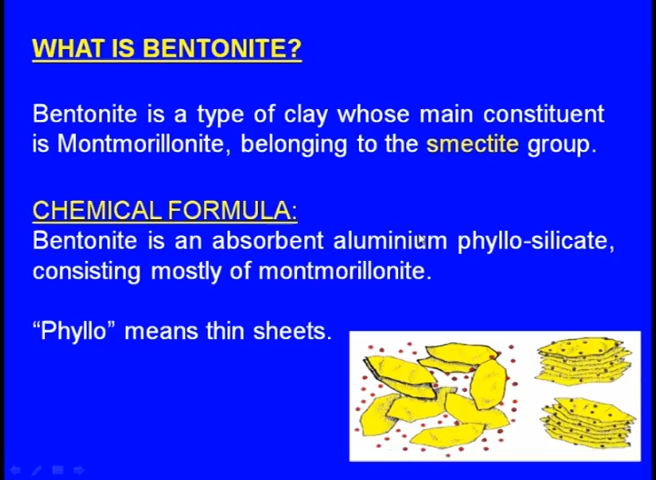 WHAT IS BENTONITE?
Bentonite is a type of clay whose main constituent
is Montmorillonite, belonging to the smectite group.
CHEMICAL FORMULA:
Bentonite is an absorbent aluminium phyllo-silicate,
consisting mostly of montmorillonite.
“Phyllo” means thin sheets.